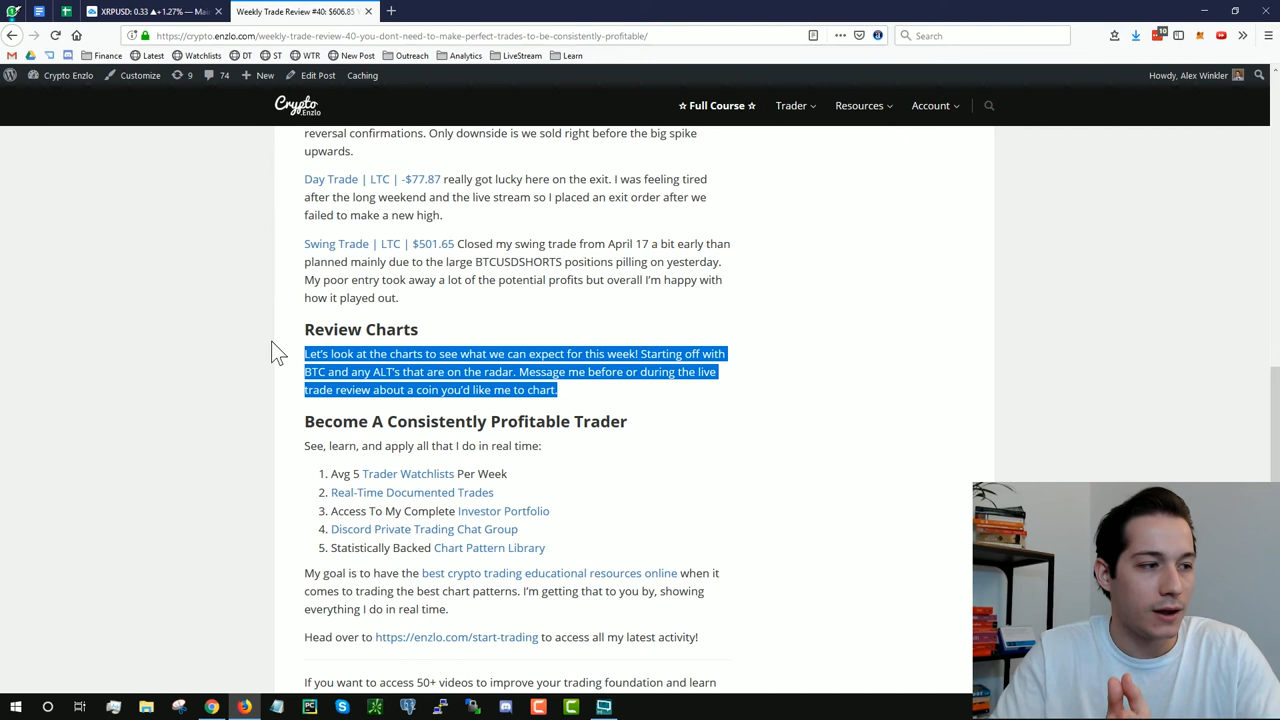 XRPUSD: 0.33 ▲+1.27% — Mai
Weekly Trade Review #40: $606.85
https://crypto.enzlo.com/weekly-trade-review-40-you-dont-need-to-make-perfect-trades-to-be-consistently-profitable/
Search
10
Finance
Latest
Watchlists
DT
ST
WTR
New Post
Outreach
Analytics
LiveStream
Crowded
Crypto Enzlo
Customize
9
74
New
Edit Post
Caching
Howdy, Alex Winkler
Crypto
.Enzlo
☆ Full Course ☆
Trader
Resources
Account
reversal confirmations. Only downside is we sold right before the big spike
upwards.
Day Trade | LTC | -$77.87 really got lucky here on the exit. I was feeling tired
after the long weekend and the live stream so I placed an exit order after we
failed to make a new high.
Swing Trade | LTC | $501.65 Closed my swing trade from April 17 a bit early than
planned mainly due to the large BTCUSDSHORTS positions pilling on yesterday.
My poor entry took away a lot of the potential profits but overall I'm happy with
how it played out.
Review Charts
Let's look at the charts to see what we can expect for this week! Starting off with
BTC and any ALT's that are on the radar. Message me before or during the live
trade review about a coin you'd like me to chart.
Become A Consistently Profitable Trader
See, learn, and apply all that I do in real time:
1. Avg 5 Trader Watchlists Per Week
2. Real-Time Documented Trades
3. Access To My Complete Investor Portfolio
4. Discord Private Trading Chat Group
5. Statistically Backed Chart Pattern Library
My goal is to have the best crypto trading educational resources online when it
comes to trading the best chart patterns. I'm getting that to you by, showing
everything I do in real time.
Head over to https://enzlo.com/start-trading to access all my latest activity!
If you want to access 50+ videos to improve your trading foundation and learn